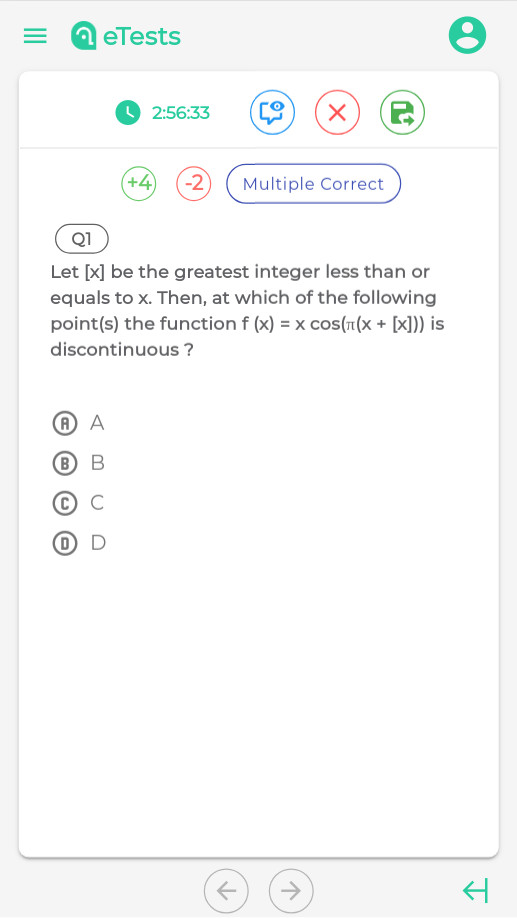 eTests
2:56:33
+4 -2 Multiple Correct
Q1
Let [x] be the greatest integer less than or
equals to x. Then, at which of the following
point(s) the function f (x) = x cos(π(x + [x])) is
discontinuous ?
A A
B B
C C
D D